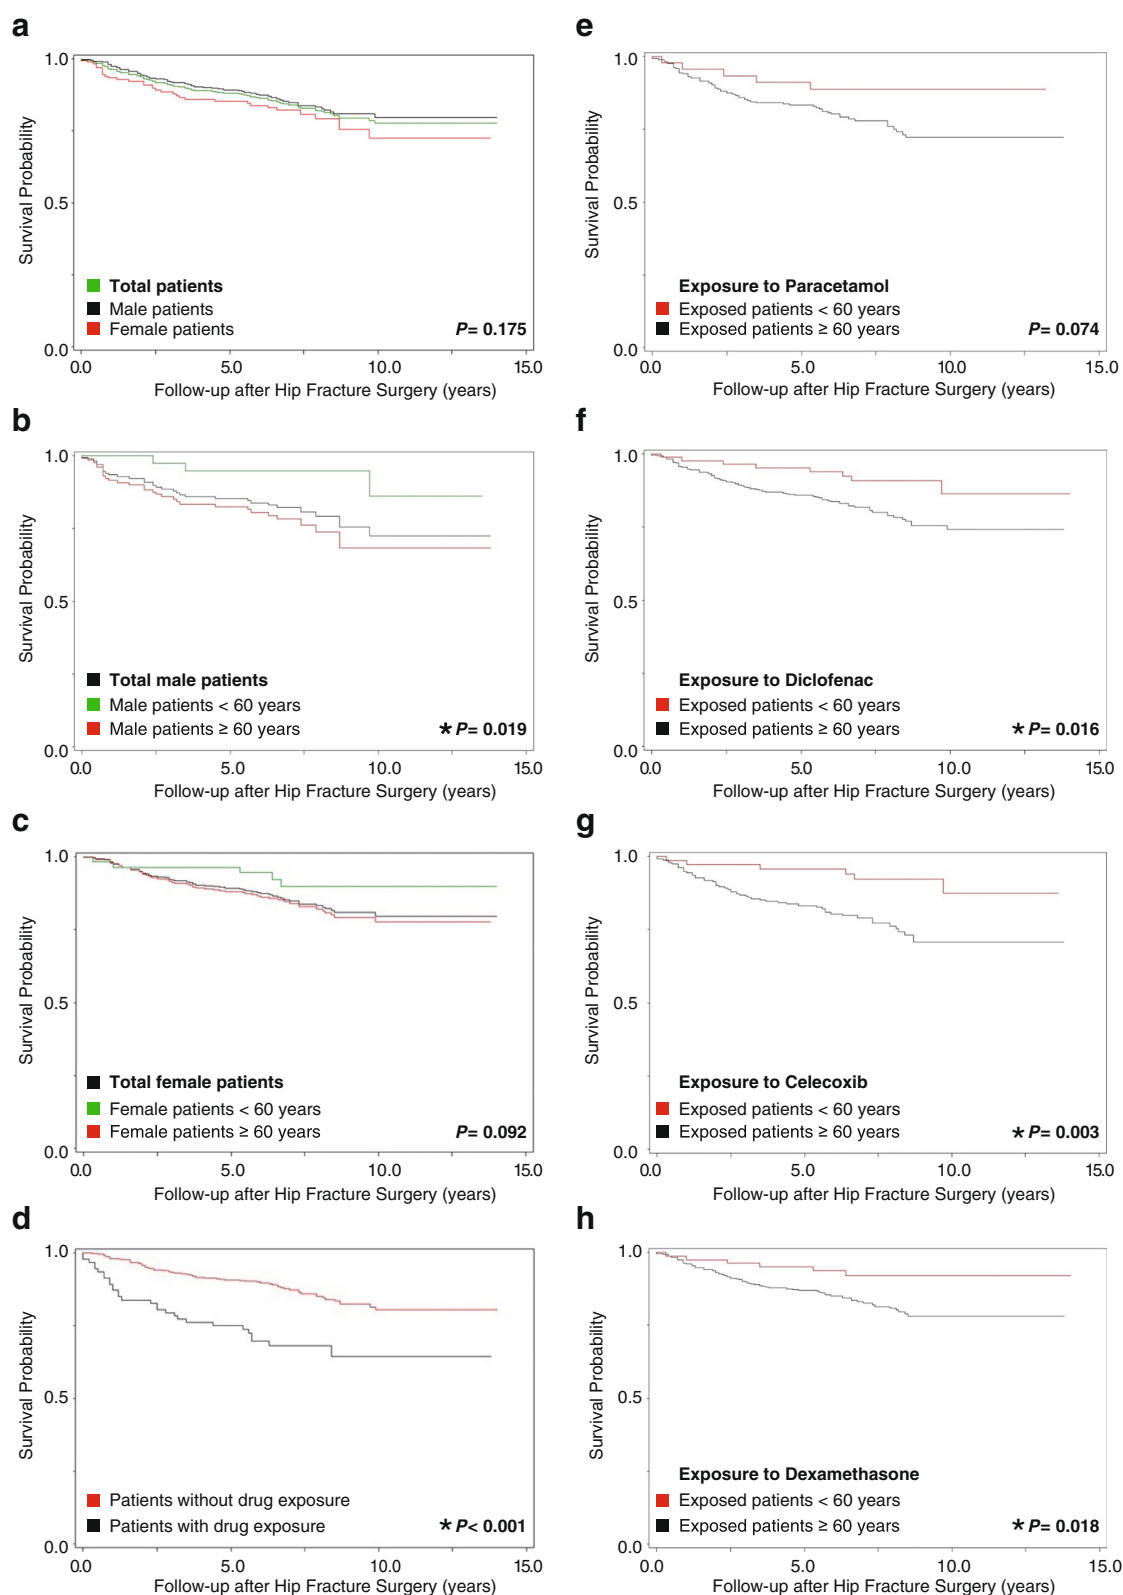 a
1.0
0.5
0.0
Survival Probability
Total patients
Male patients
Female patients
P= 0.175
0.0 5.0 10.0 15.0
Follow-up after Hip Fracture Surgery (years)
b
1.0
0.5
0.0
Survival Probability
Total male patients
Male patients < 60 years
Male patients ≥ 60 years
* P= 0.019
0.0 5.0 10.0 15.0
Follow-up after Hip Fracture Surgery (years)
c
1.0
0.5
0.0
Survival Probability
Total female patients
Female patients < 60 years
Female patients ≥ 60 years
P= 0.092
0.0 5.0 10.0 15.0
Follow-up after Hip Fracture Surgery (years)
d
1.0
0.5
0.0
Survival Probability
Patients without drug exposure
Patients with drug exposure
* P< 0.001
0.0 5.0 10.0 15.0
Follow-up after Hip Fracture Surgery (years)
e
1.0
0.5
0.0
Survival Probability
Exposure to Paracetamol
Exposed patients < 60 years
Exposed patients ≥ 60 years
P= 0.074
0.0 5.0 10.0 15.0
Follow-up after Hip Fracture Surgery (years)
f
1.0
0.5
0.0
Survival Probability
Exposure to Diclofenac
Exposed patients < 60 years
Exposed patients ≥ 60 years
* P= 0.016
0.0 5.0 10.0 15.0
Follow-up after Hip Fracture Surgery (years)
g
1.0
0.5
0.0
Survival Probability
Exposure to Celecoxib
Exposed patients < 60 years
Exposed patients ≥ 60 years
* P= 0.003
0.0 5.0 10.0 15.0
Follow-up after Hip Fracture Surgery (years)
h
1.0
0.5
0.0
Survival Probability
Exposure to Dexamethasone
Exposed patients < 60 years
Exposed patients ≥ 60 years
* P= 0.018
0.0 5.0 10.0 15.0
Follow-up after Hip Fracture Surgery (years)